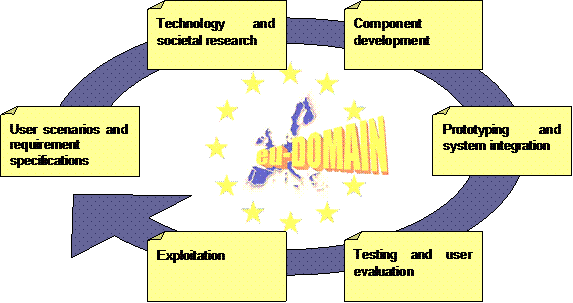 Technology and
societal research
Component
development
User scenarios and
requirement
specifications
Prototyping and
system integration
eu-DOMAIN
Exploitation
Testing and user
evaluation